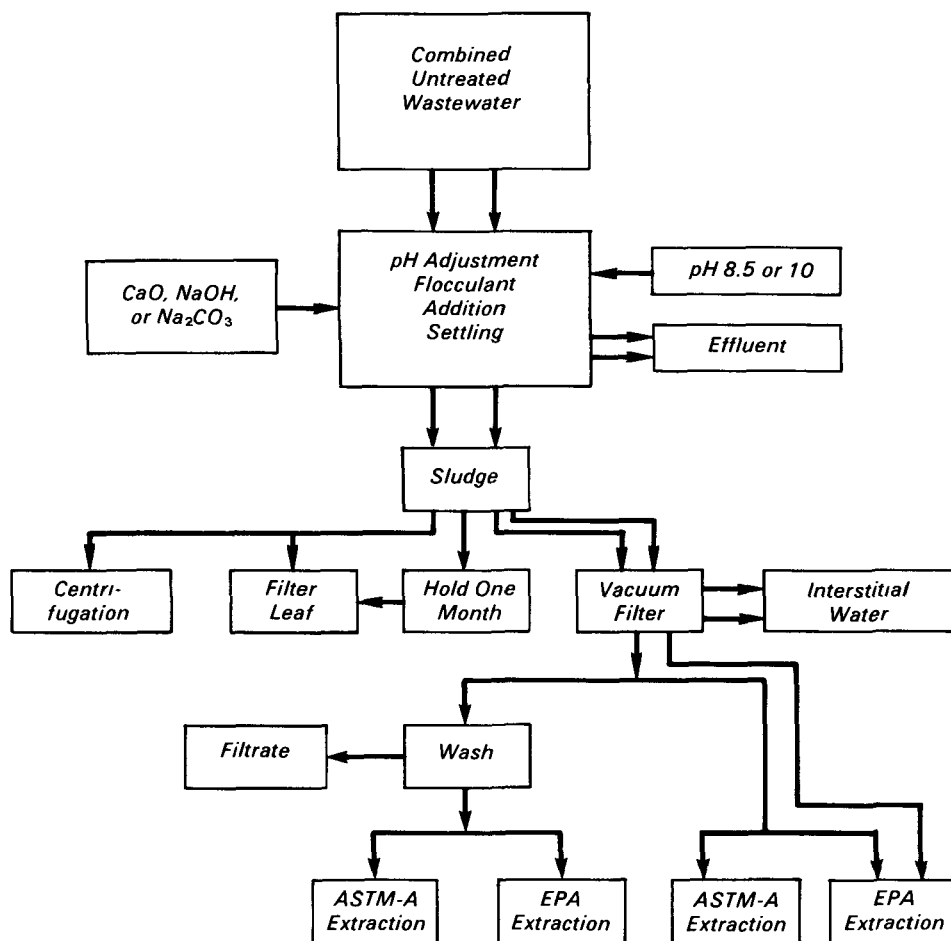 Combined
Untreated
Wastewater
pH Adjustment
Flocculant
Addition
Settling
CaO, NaOH,
or Na₂CO₃
pH 8.5 or 10
Effluent
Sludge
Centri-
fugation
Filter
Leaf
Hold One
Month
Vacuum
Filter
Interstitial
Water
Filtrate
Wash
ASTM-A
Extraction
EPA
Extraction
ASTM-A
Extraction
EPA
Extraction